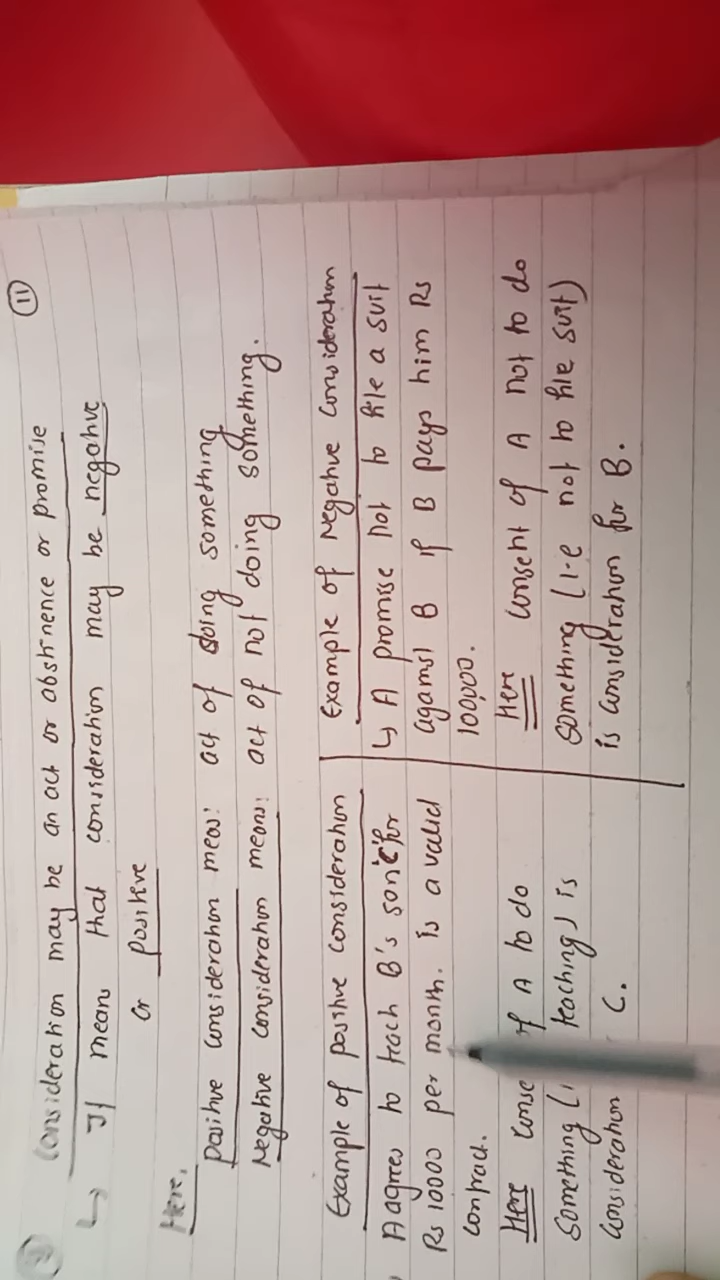 11
Consideration may be an act or abstinence or promise
↳ It means that consideration may be negative
or positive
Here,
Positive consideration meas: act of doing something
Negative consideration means: act of not doing something.
Example of positive consideration
A agrees to teach B's son 'c' for
Rs 10000 per month. is a valid
contract.
Here conse of A to do
something ( teaching) is
consideration C.
Example of Negative consideration
↳ A promise not to file a suit
against B if B pays him Rs
100,000.
Here consent of A not to do
something (i-e not to file suit)
is consideration for B.